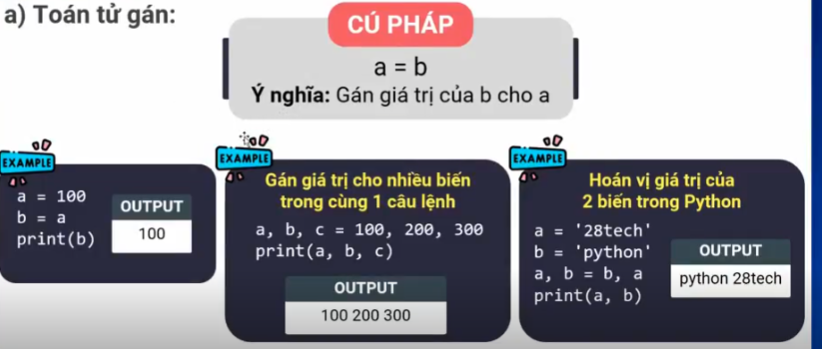 a) Toán tử gán:
CÚ PHÁP
a = b
Ý nghĩa: Gán giá trị của b cho a
EXAMPLE
a = 100
b = a
print(b)
OUTPUT
100
EXAMPLE
Gán giá trị cho nhiều biến
trong cùng 1 câu lệnh
a, b, c = 100, 200, 300
print(a, b, c)
OUTPUT
100 200 300
EXAMPLE
Hoán vị giá trị của
2 biến trong Python
a = '28tech'
b = 'python'
a, b = b, a
print(a, b)
OUTPUT
python 28tech